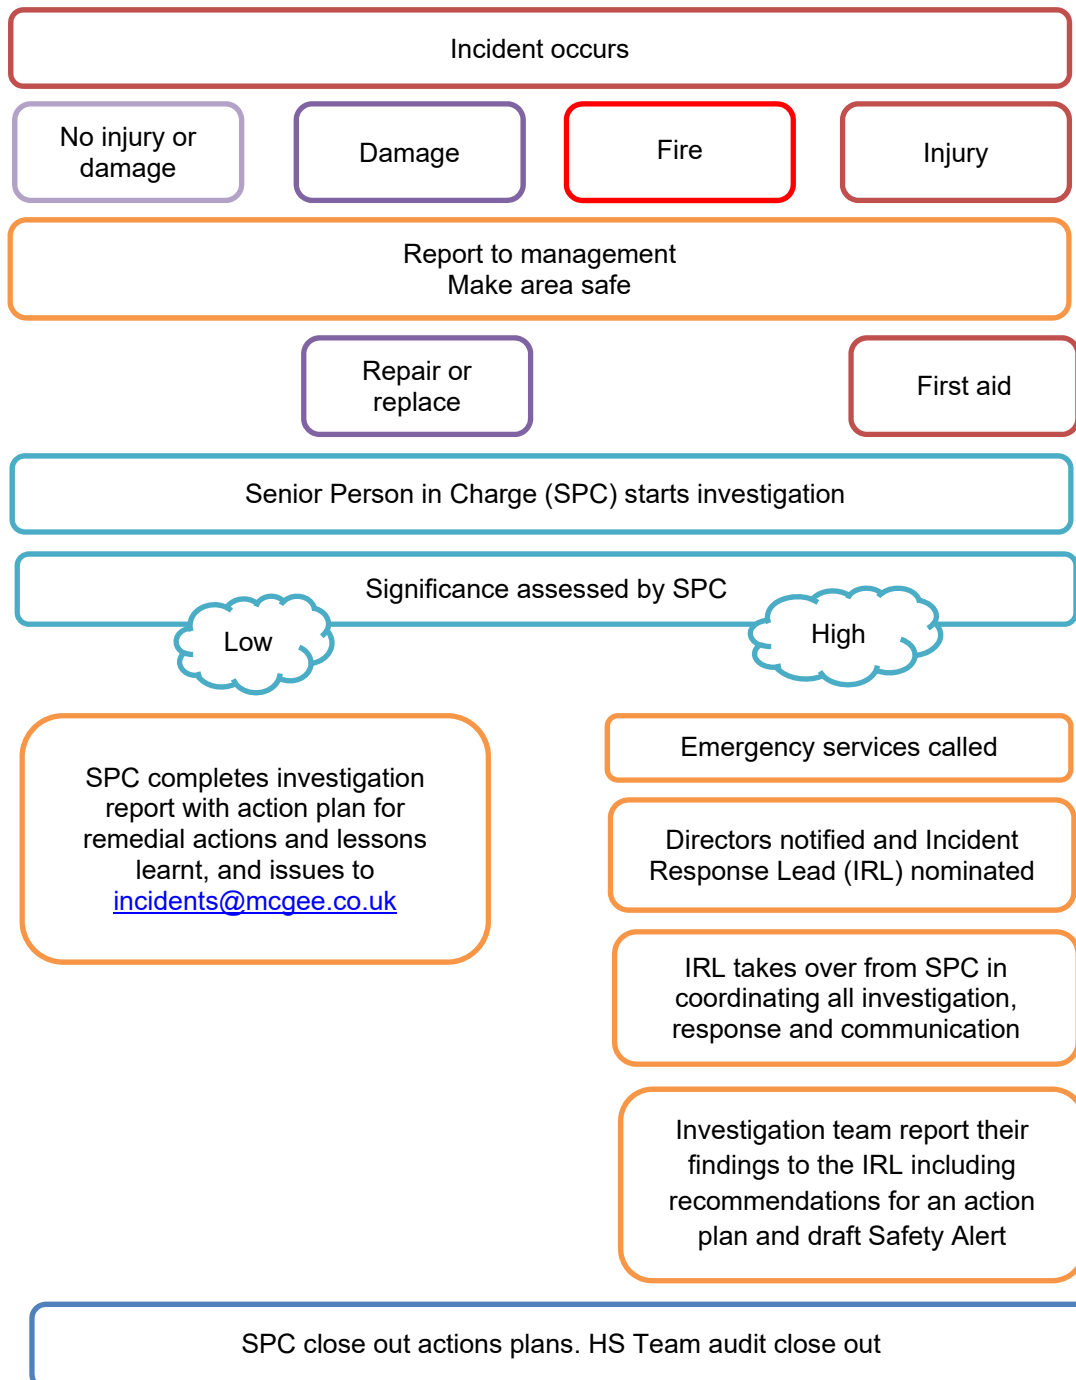 Incident occurs
No injury or
damage
Damage
Fire
Injury
Report to management
Make area safe
Repair or
replace
First aid
Senior Person in Charge (SPC) starts investigation
Significance assessed by SPC
Low
High
SPC completes investigation
report with action plan for
remedial actions and lessons
learnt, and issues to
incidents@mcgee.co.uk
Emergency services called
Directors notified and Incident
Response Lead (IRL) nominated
IRL takes over from SPC in
coordinating all investigation,
response and communication
Investigation team report their
findings to the IRL including
recommendations for an action
plan and draft Safety Alert
SPC close out actions plans. HS Team audit close out